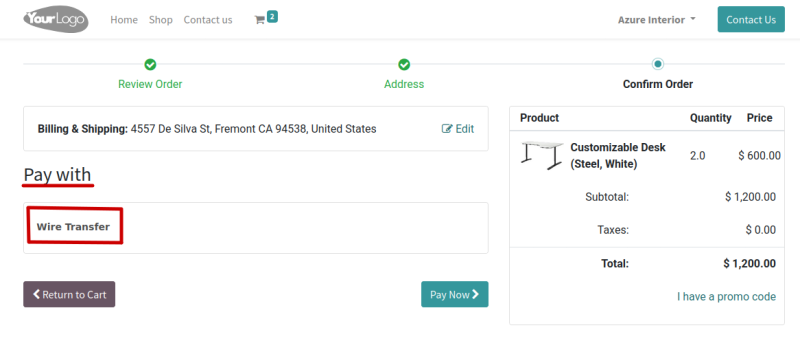 YourLogo Home Shop Contact us 2 Azure Interior Contact Us
Review Order Address Confirm Order
Billing & Shipping: 4557 De Silva St, Fremont CA 94538, United States Edit
Pay with
Wire Transfer
Return to Cart Pay Now
Product Quantity Price
Customizable Desk
(Steel, White) 2.0 $ 600.00
Subtotal: $ 1,200.00
Taxes: $ 0.00
Total: $ 1,200.00
I have a promo code